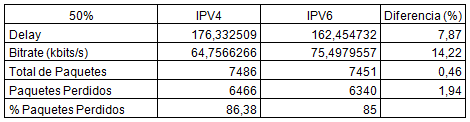 50% IPV4 IPV6 Diferencia (%)
Delay 176,332509 162,454732 7,87
Bitrate (kbits/s) 64,7566266 75,4979557 14,22
Total de Paquetes 7486 7451 0,46
Paquetes Perdidos 6466 6340 1,94
% Paquetes Perdidos 86,38 85